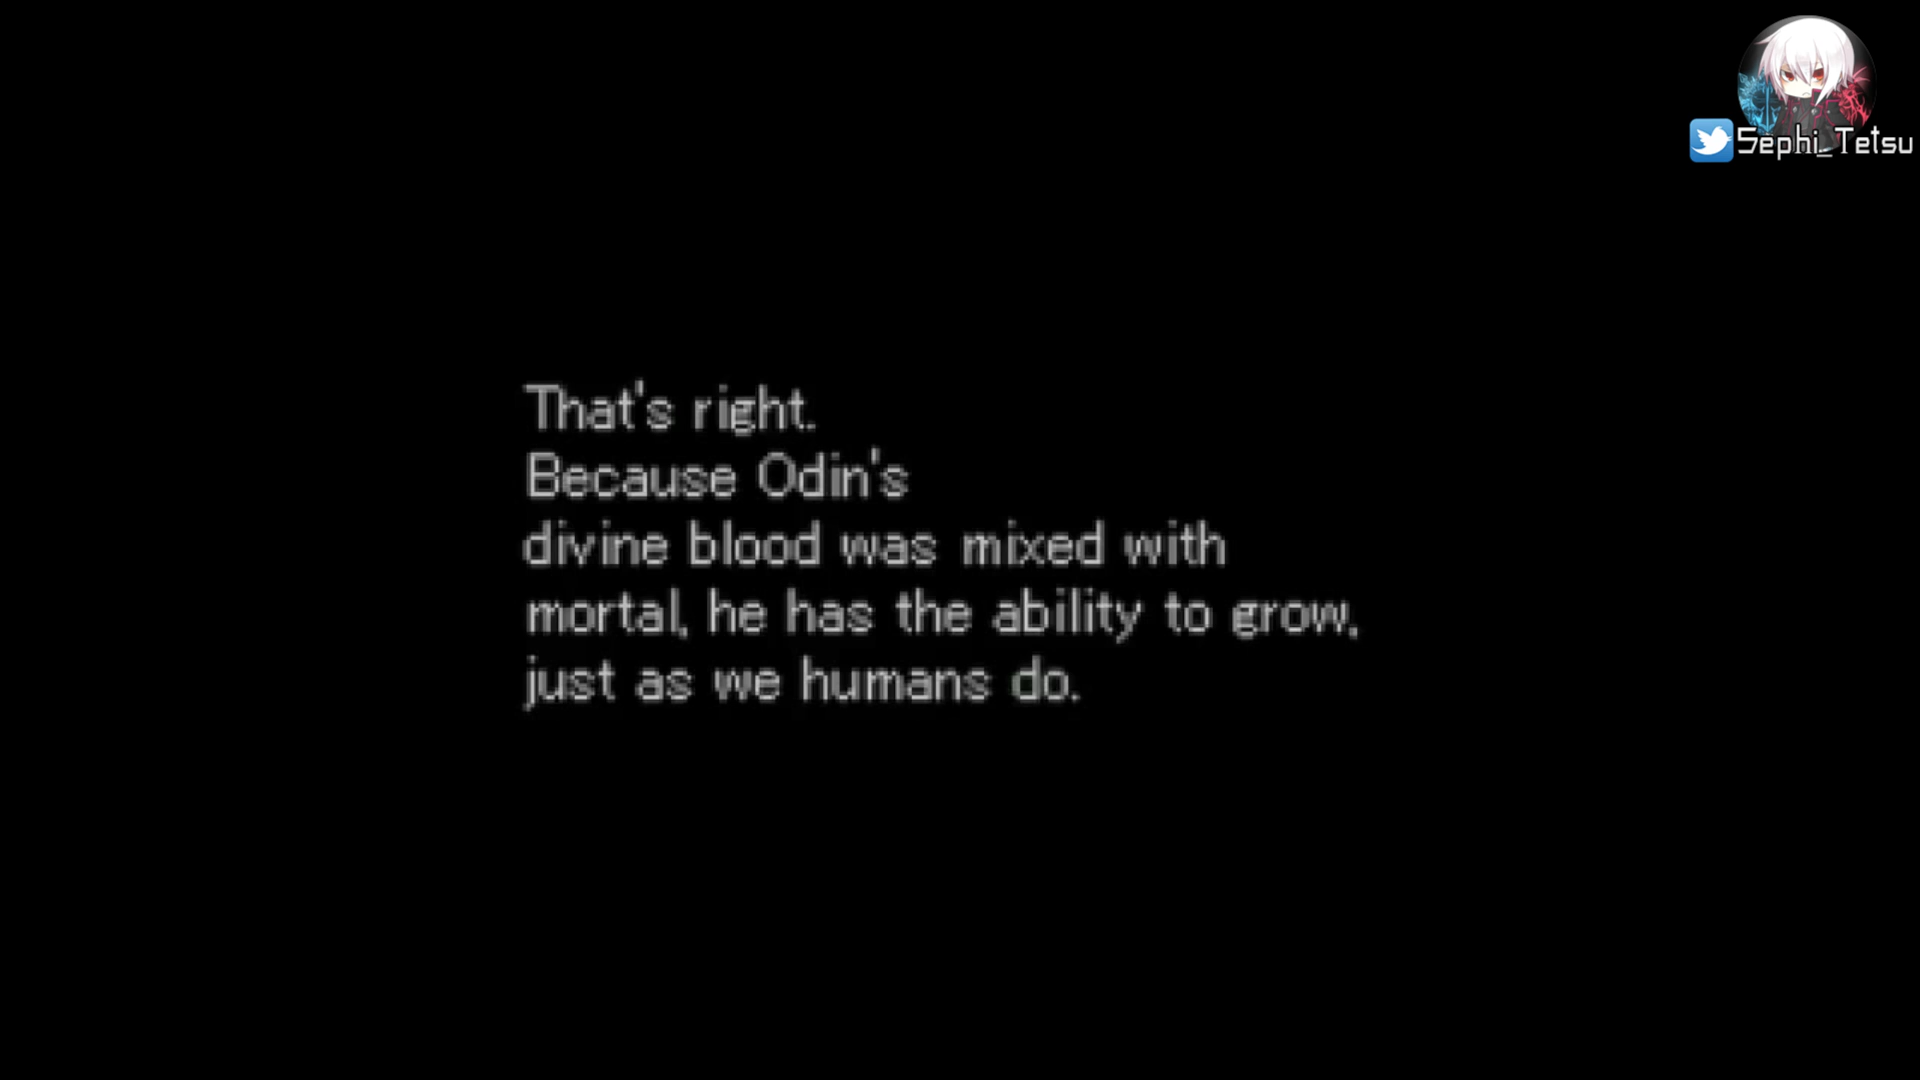 Sephi_Tetsu
That's right.
Because Odin's
divine blood was mixed with
mortal, he has the ability to grow,
just as we humans do.